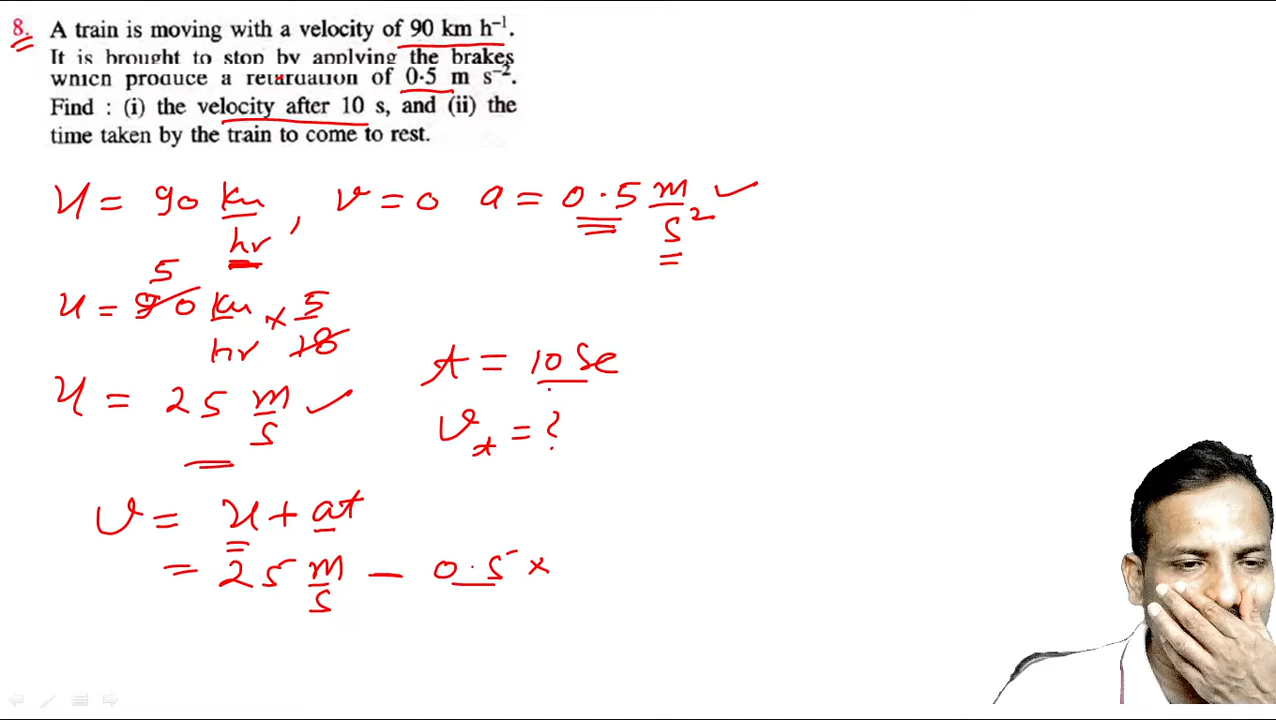 8. A train is moving with a velocity of 90 km h⁻¹.
It is brought to stop by applying the brakes
which produce a retardation of 0·5 m s⁻².
Find : (i) the velocity after 10 s, and (ii) the
time taken by the train to come to rest.
u = 90 km/hr, v = 0 a = 0.5 m/s² ✓
5
u = 90 km/hr × 5/18
t = 10 Se
u = 25 m/s ✓
v_t = ?
v = u + at
= 25 m/s − 0.5 ×